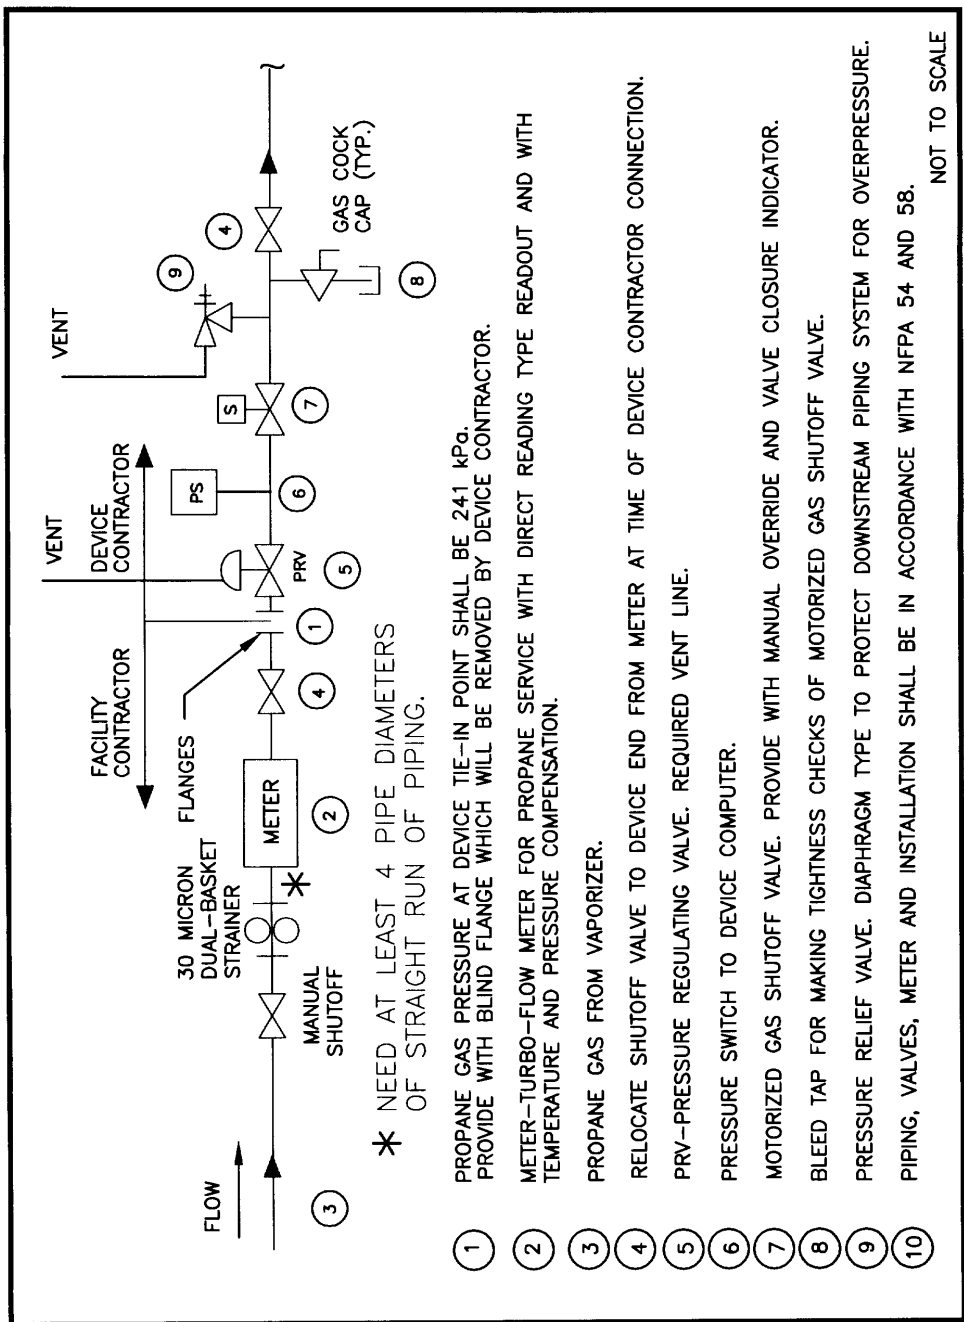 VENT
VENT
FACILITY
CONTRACTOR
DEVICE
CONTRACTOR
FLOW
30 MICRON
DUAL-BASKET
STRAINER
FLANGES
MANUAL
SHUTOFF
METER
PRV
PS
S
GAS COCK
CAP (TYP.)
3
2
4
1
5
6
7
9
4
8
* NEED AT LEAST 4 PIPE DIAMETERS
OF STRAIGHT RUN OF PIPING.
1 PROPANE GAS PRESSURE AT DEVICE TIE-IN POINT SHALL BE 241 kPa.
PROVIDE WITH BLIND FLANGE WHICH WILL BE REMOVED BY DEVICE CONTRACTOR.
2 METER-TURBO-FLOW METER FOR PROPANE SERVICE WITH DIRECT READING TYPE READOUT AND WITH
TEMPERATURE AND PRESSURE COMPENSATION.
3 PROPANE GAS FROM VAPORIZER.
4 RELOCATE SHUTOFF VALVE TO DEVICE END FROM METER AT TIME OF DEVICE CONTRACTOR CONNECTION.
5 PRV-PRESSURE REGULATING VALVE. REQUIRED VENT LINE.
6 PRESSURE SWITCH TO DEVICE COMPUTER.
7 MOTORIZED GAS SHUTOFF VALVE. PROVIDE WITH MANUAL OVERRIDE AND VALVE CLOSURE INDICATOR.
8 BLEED TAP FOR MAKING TIGHTNESS CHECKS OF MOTORIZED GAS SHUTOFF VALVE.
9 PRESSURE RELIEF VALVE. DIAPHRAGM TYPE TO PROTECT DOWNSTREAM PIPING SYSTEM FOR OVERPRESSURE.
10 PIPING, VALVES, METER AND INSTALLATION SHALL BE IN ACCORDANCE WITH NFPA 54 AND 58.
NOT TO SCALE